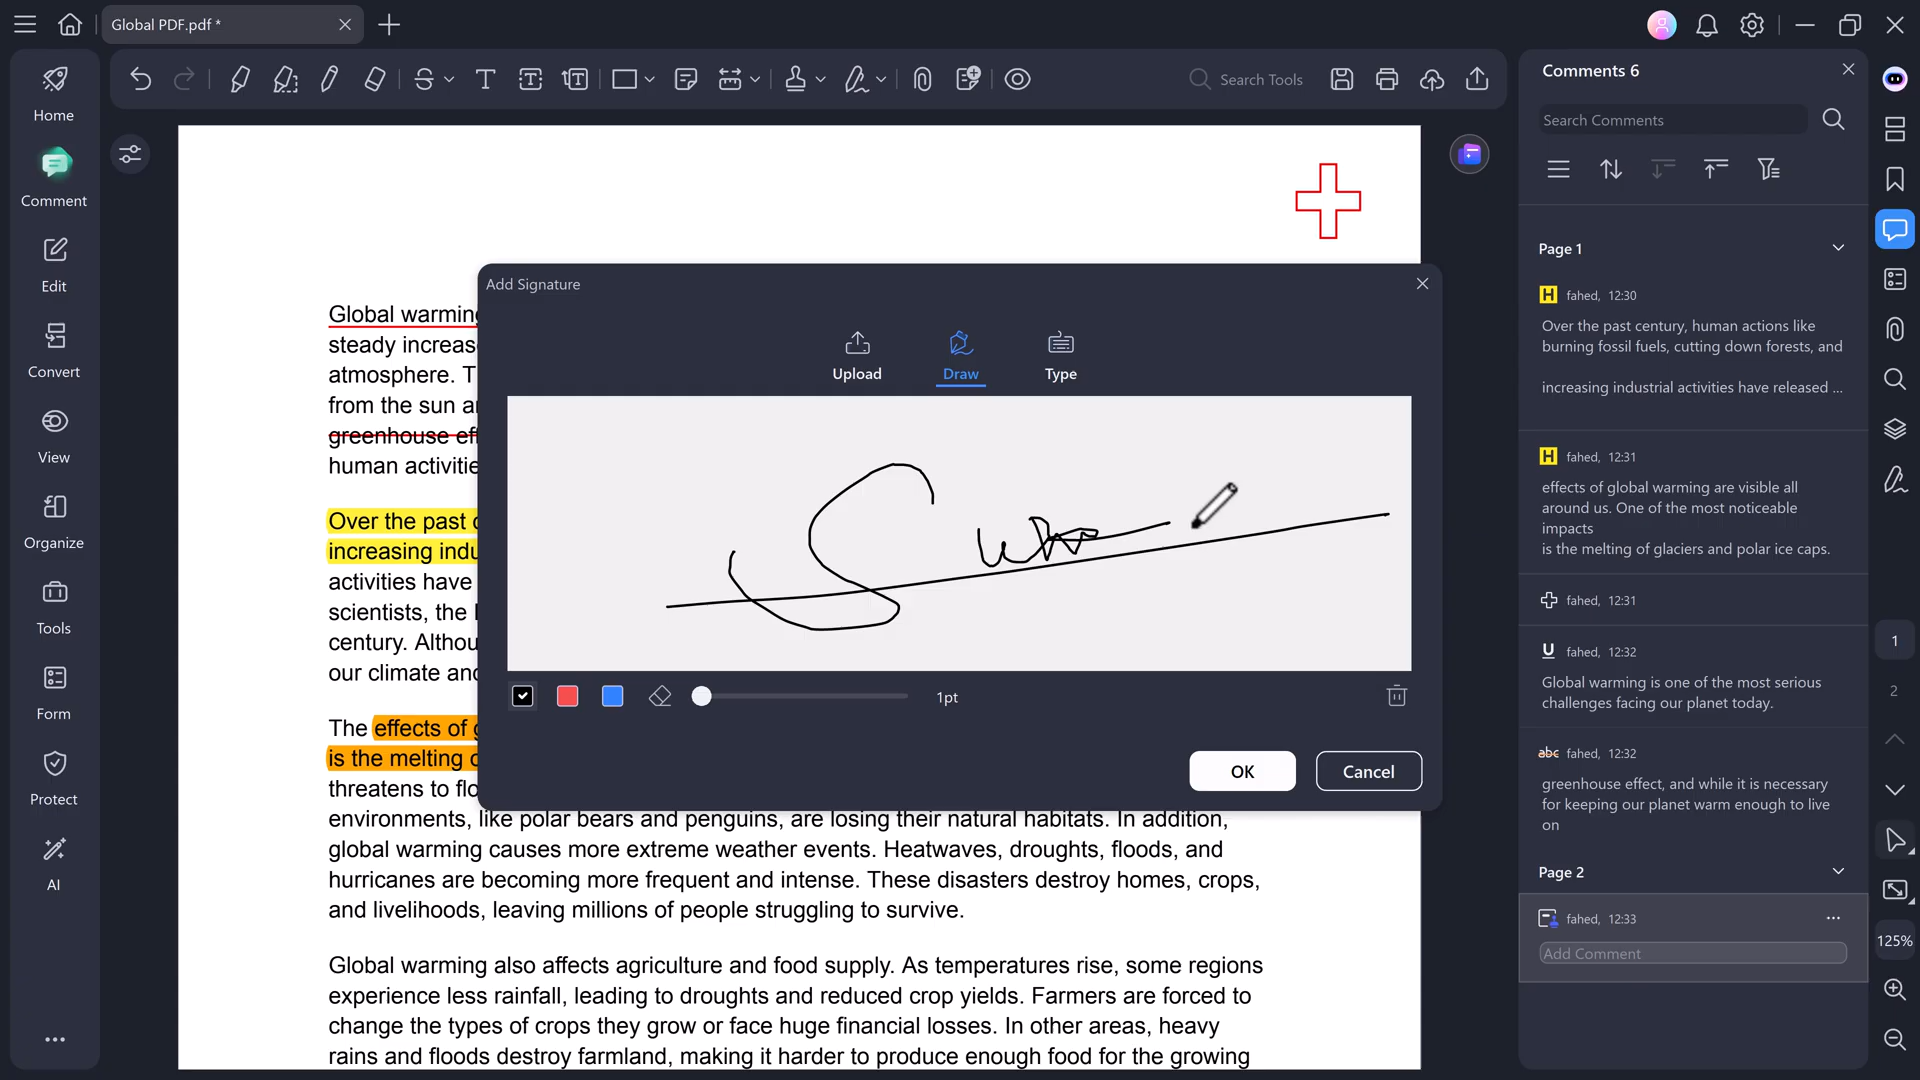 Global PDF.pdf *
Search Tools
Home
Comment
Edit
Convert
View
Organize
Tools
Form
Protect
AI
Global warming
steady increas
atmosphere. T
from the sun a
greenhouse ef
human activitie
Over the past
increasing indu
activities have
scientists, the
century. Althou
our climate and
The effects of g
is the melting
threatens to flo
environments, like polar bears and penguins, are losing their natural habitats. In addition,
global warming causes more extreme weather events. Heatwaves, droughts, floods, and
hurricanes are becoming more frequent and intense. These disasters destroy homes, crops,
and livelihoods, leaving millions of people struggling to survive.
Global warming also affects agriculture and food supply. As temperatures rise, some regions
experience less rainfall, leading to droughts and reduced crop yields. Farmers are forced to
change the types of crops they grow or face huge financial losses. In other areas, heavy
rains and floods destroy farmland, making it harder to produce enough food for the growing
Add Signature
Upload Draw Type
1pt
OK Cancel
Comments 6
Search Comments
Page 1
H fahed, 12:30
Over the past century, human actions like
burning fossil fuels, cutting down forests, and
increasing industrial activities have released ...
H fahed, 12:31
effects of global warming are visible all
around us. One of the most noticeable
impacts
is the melting of glaciers and polar ice caps.
fahed, 12:31
U fahed, 12:32
Global warming is one of the most serious
challenges facing our planet today.
abc fahed, 12:32
greenhouse effect, and while it is necessary
for keeping our planet warm enough to live
on
Page 2
fahed, 12:33
Add Comment
1
2
125%